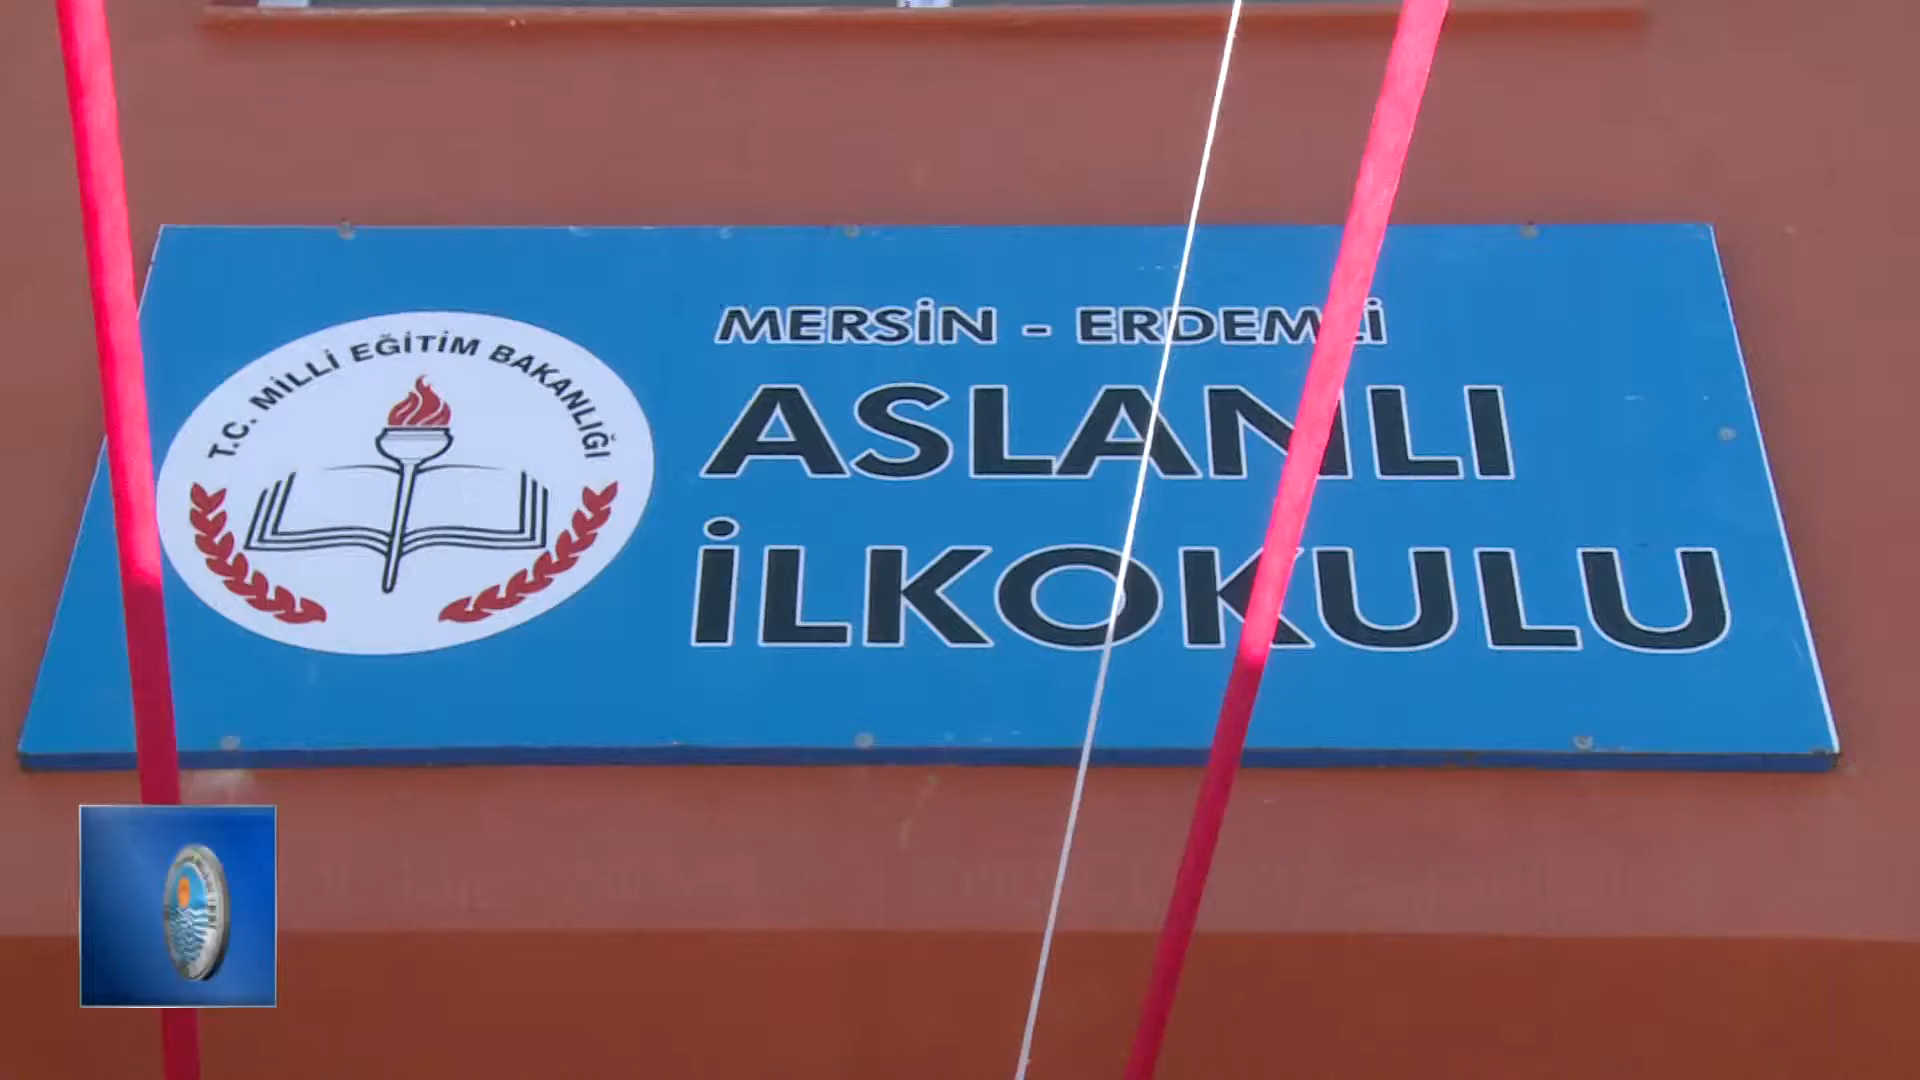 T.C. MİLLİ EĞİTİM BAKANLIĞI
MERSİN - ERDEMLİ
ASLANLI
İLKOKULU